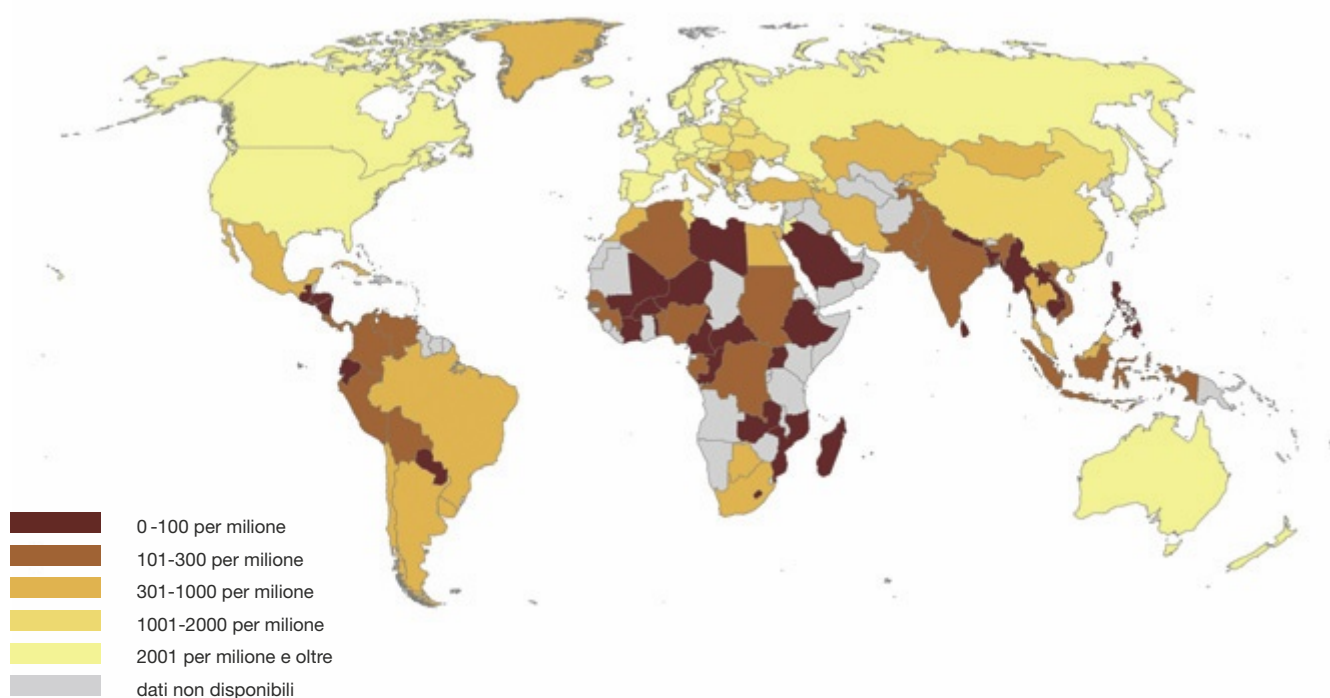 0-100 per milione
101-300 per milione
301-1000 per milione
1001-2000 per milione
2001 per milione e oltre
dati non disponibili